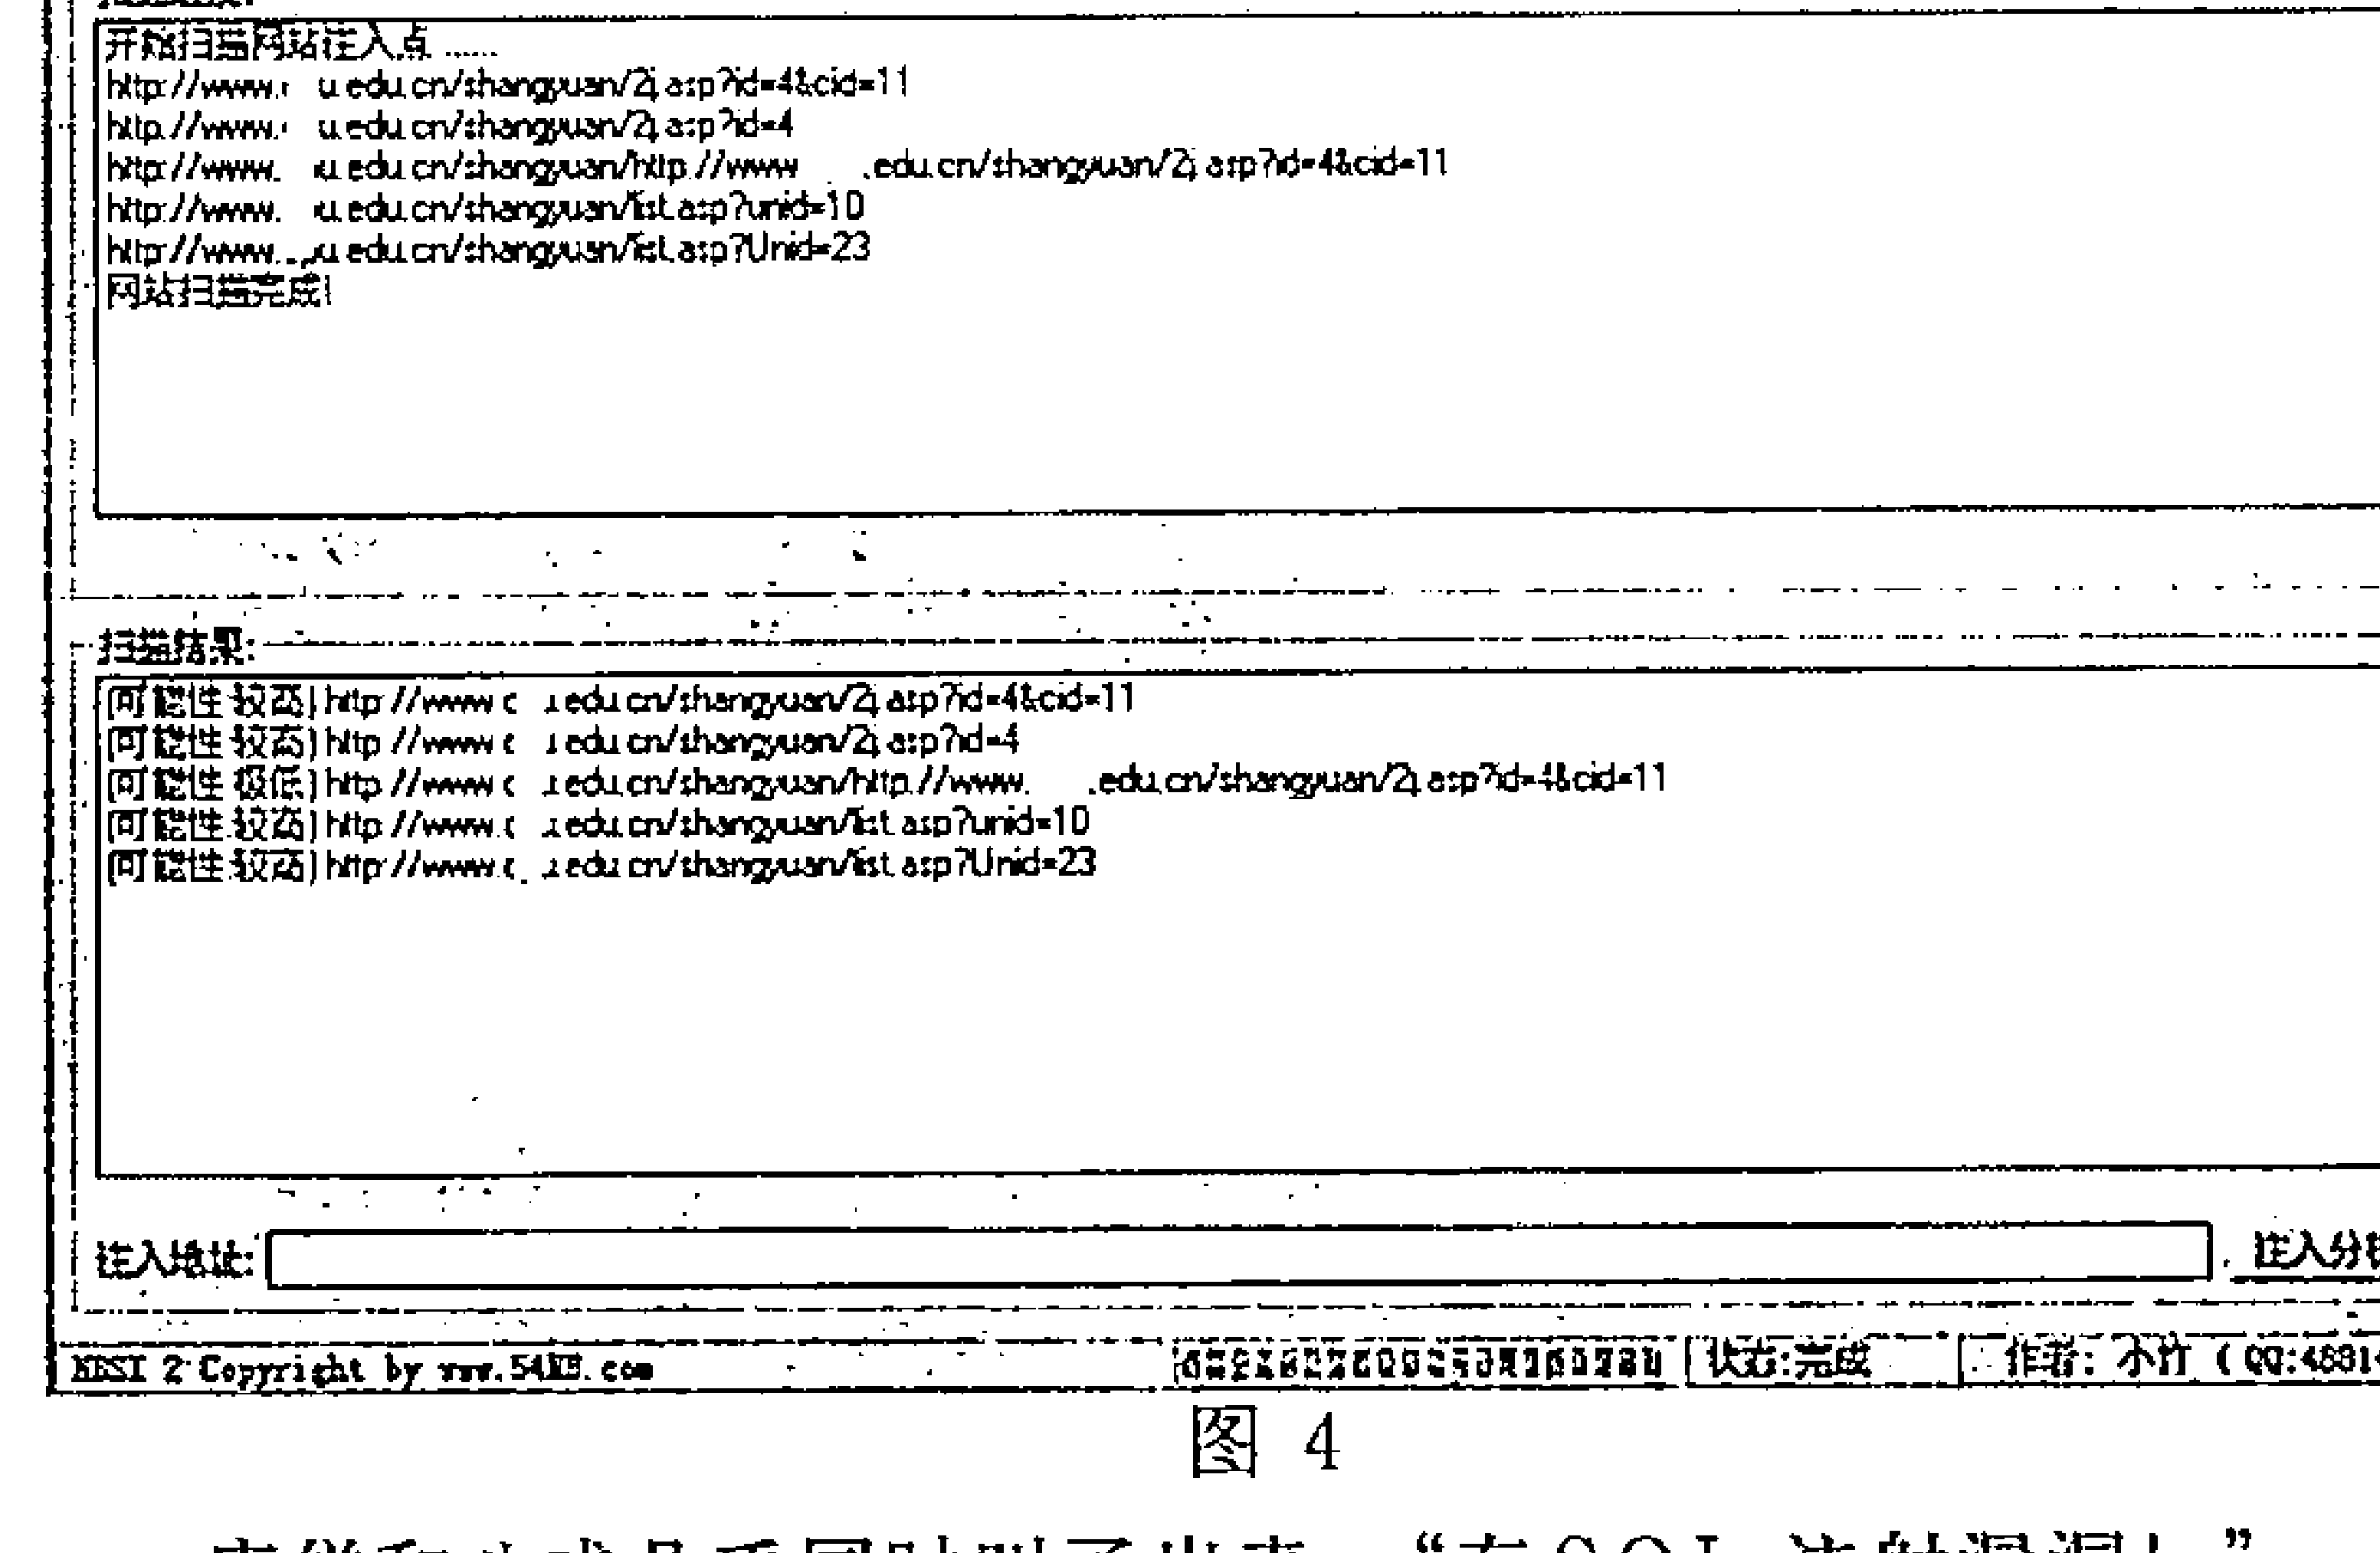 开始扫描网站注入点 ......
http://www. u.edu.cn/shangyuan/2j.asp?id=4&cid=11
http://www. u.edu.cn/shangyuan/2j.asp?id=4
http://www. u.edu.cn/shangyuan/http://www .edu.cn/shangyuan/2j.asp?id=4&cid=11
http://www. u.edu.cn/shangyuan/list.asp?unid=10
http://www. u.edu.cn/shangyuan/list.asp?Unid=23
网站扫描完成!
扫描结果:
[可能性:较高] http://www.c u.edu.cn/shangyuan/2j.asp?id=4&cid=11
[可能性:较高] http://www.c u.edu.cn/shangyuan/2j.asp?id=4
[可能性:极低] http://www.c u.edu.cn/shangyuan/http://www. .edu.cn/shangyuan/2j.asp?id=4&cid=11
[可能性:较高] http://www.c u.edu.cn/shangyuan/list.asp?unid=10
[可能性:较高] http://www.c u.edu.cn/shangyuan/list.asp?Unid=23
注入地址: 注入分
NBSI 2 Copyright by www.54NB.com 状态:完成 作者: 小竹 ( QQ:48814
图 4
“有SQL 注射漏洞!”